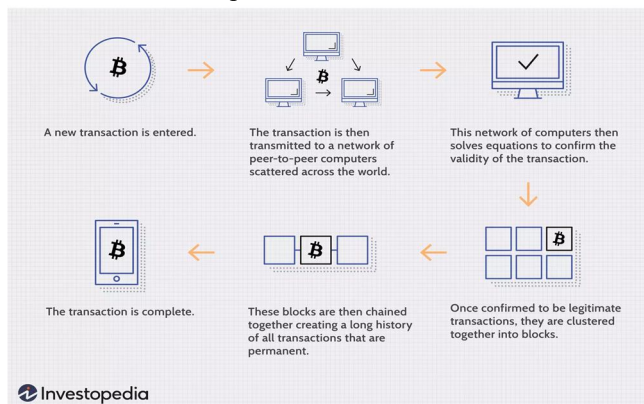 A new transaction is entered.
The transaction is then
transmitted to a network of
peer-to-peer computers
scattered across the world.
This network of computers then
solves equations to confirm the
validity of the transaction.
The transaction is complete.
These blocks are then chained
together creating a long history
of all transactions that are
permanent.
Once confirmed to be legitimate
transactions, they are clustered
together into blocks.
Investopedia